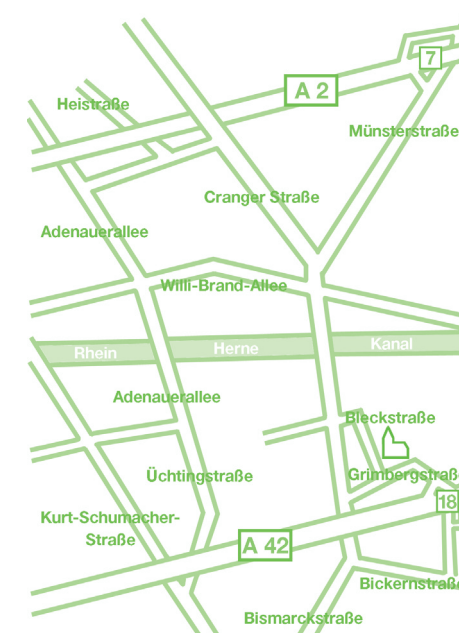 7
A 2
Heistraße
Münsterstraße
Cranger Straße
Adenauerallee
Willi-Brand-Allee
Rhein Herne Kanal
Adenauerallee
Bleckstraße
Üchtingstraße
Grimbergstraß
18
Kurt-Schumacher-
Straße
A 42
Bickernstraß
Bismarckstraße